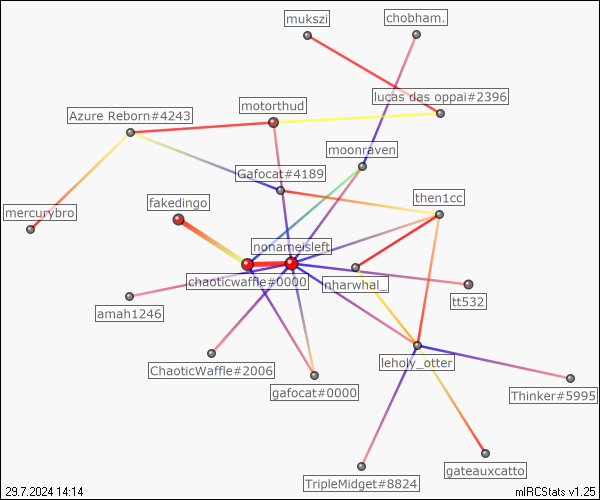 mukszi
chobham.
lucas das oppai#2396
motorthud
Azure Reborn#4243
moonraven
Gafocat#4189
then1cc
fakedingo
mercurybro
nonameisleft
chaoticwaffle#0000
nharwhal_
tt532
amah1246
leholy_otter
ChaoticWaffle#2006
gafocat#0000
Thinker#5995
gateauxcatto
TripleMidget#8824
29.7.2024 14:14
mIRCStats v1.25